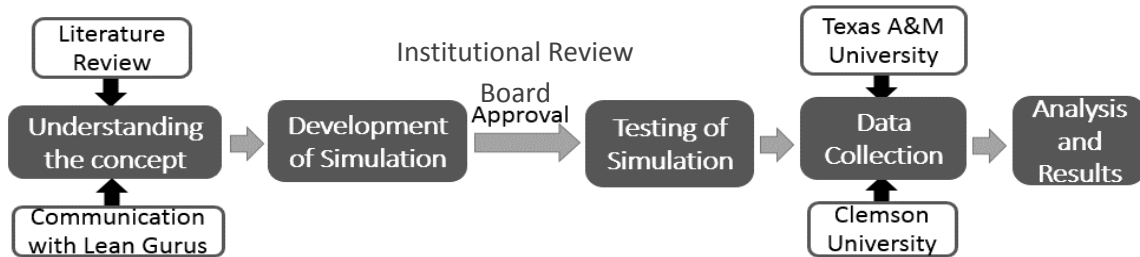 Literature
Review
Understanding
the concept
Communication
with Lean Gurus
Development
of Simulation
Institutional Review
Board
Approval
Testing of
Simulation
Texas A&M
University
Data
Collection
Clemson
University
Analysis
and
Results